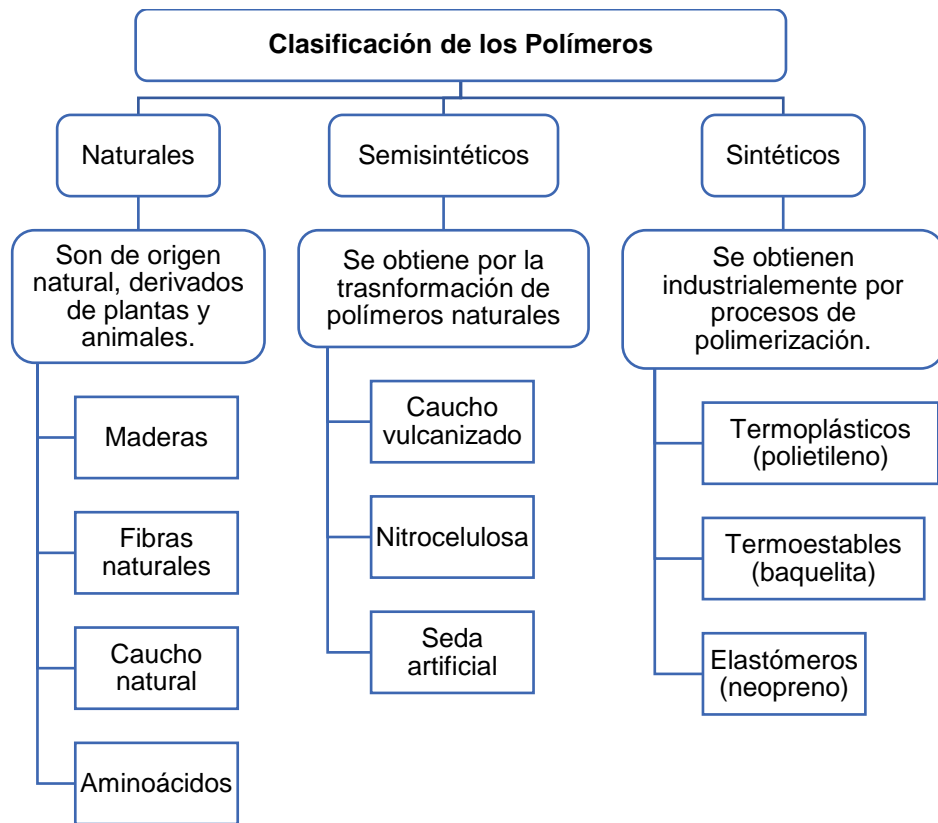 Clasificación de los Polímeros
Naturales
Son de origen
natural, derivados
de plantas y
animales.
Maderas
Fibras
naturales
Caucho
natural
Aminoácidos
Semisintéticos
Se obtiene por la
trasnformación de
polímeros naturales
Caucho
vulcanizado
Nitrocelulosa
Seda
artificial
Sintéticos
Se obtienen
industrialemente por
procesos de
polimerización.
Termoplásticos
(polietileno)
Termoestables
(baquelita)
Elastómeros
(neopreno)